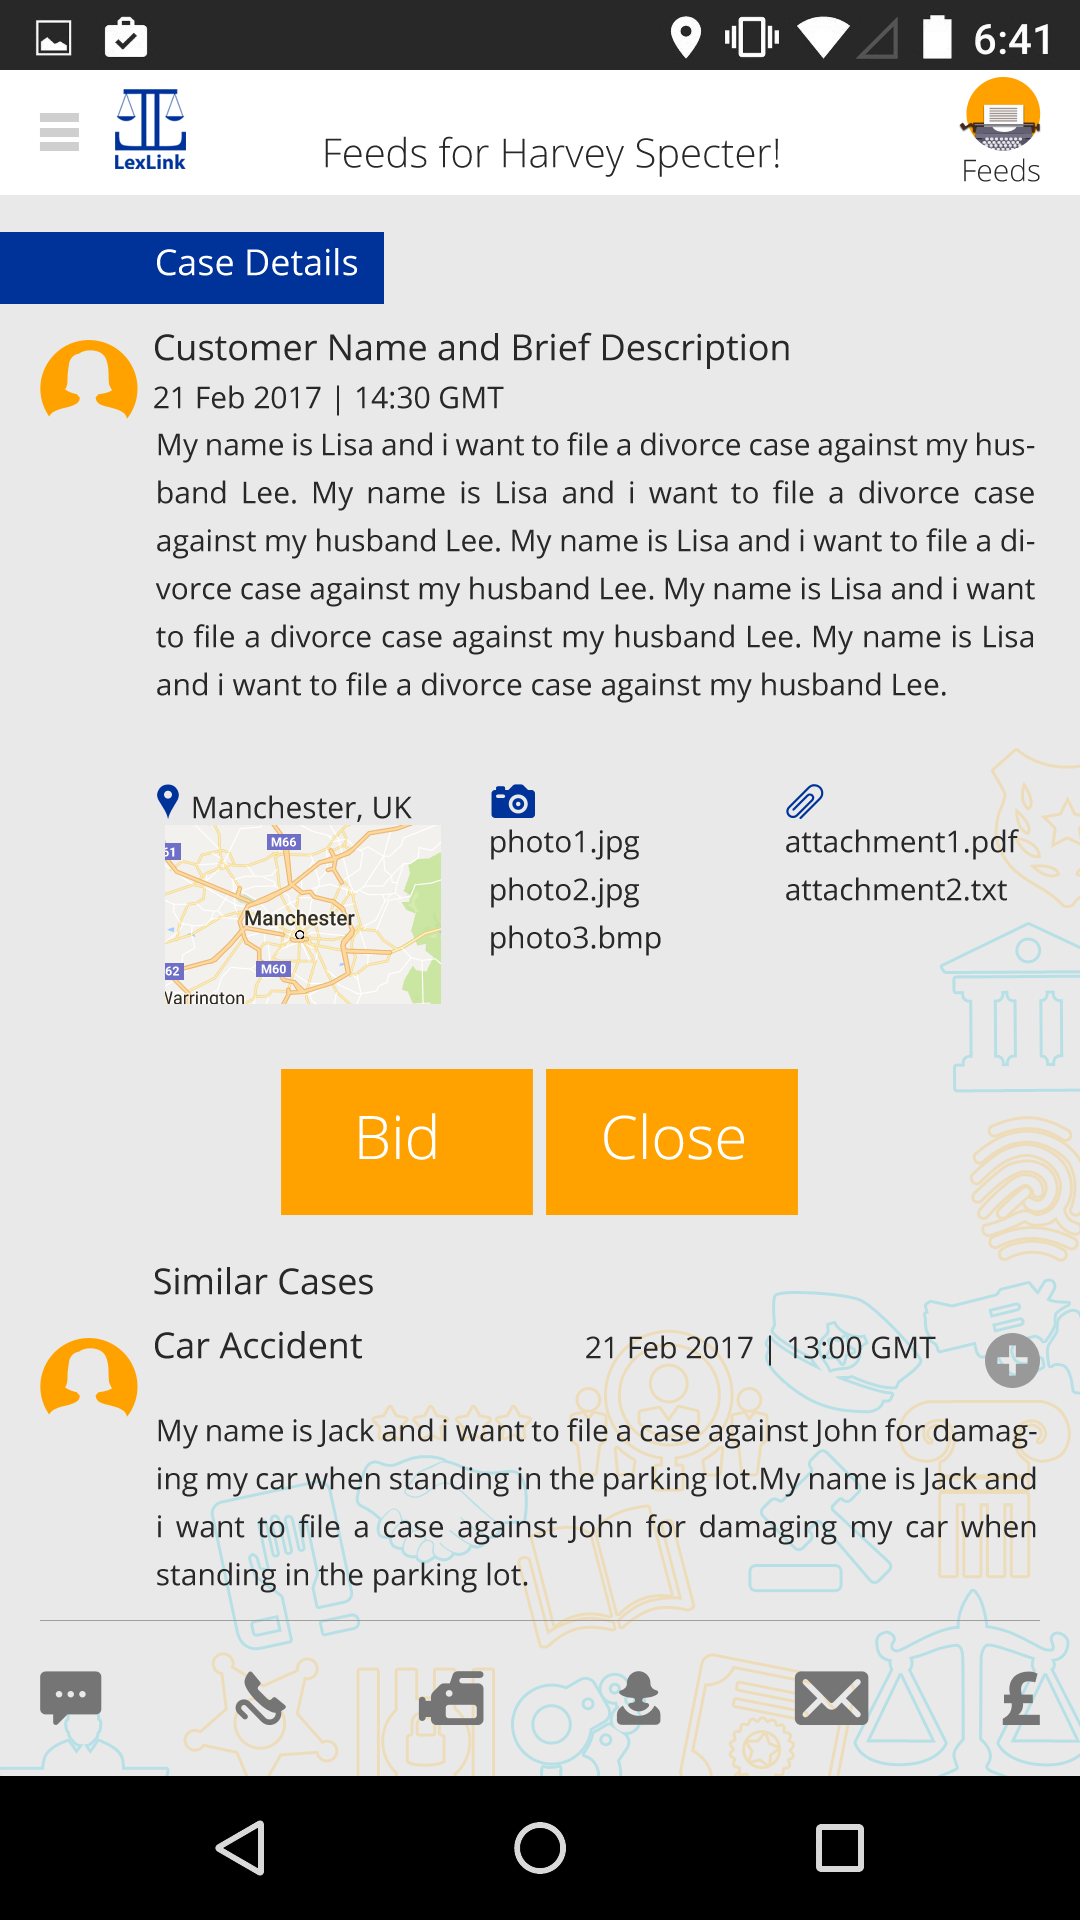 6:41
LexLink
Feeds for Harvey Specter!
Feeds
Case Details
Customer Name and Brief Description
21 Feb 2017 | 14:30 GMT
My name is Lisa and i want to file a divorce case against my hus-
band Lee. My name is Lisa and i want to file a divorce case
against my husband Lee. My name is Lisa and i want to file a di-
vorce case against my husband Lee. My name is Lisa and i want
to file a divorce case against my husband Lee. My name is Lisa
and i want to file a divorce case against my husband Lee.
Manchester, UK
M66
61
Manchester
62
M60
Warrington
photo1.jpg
photo2.jpg
photo3.bmp
attachment1.pdf
attachment2.txt
Bid
Close
Similar Cases
Car Accident
21 Feb 2017 | 13:00 GMT
My name is Jack and i want to file a case against John for damag-
ing my car when standing in the parking lot.My name is Jack and
i want to file a case against John for damaging my car when
standing in the parking lot.
£